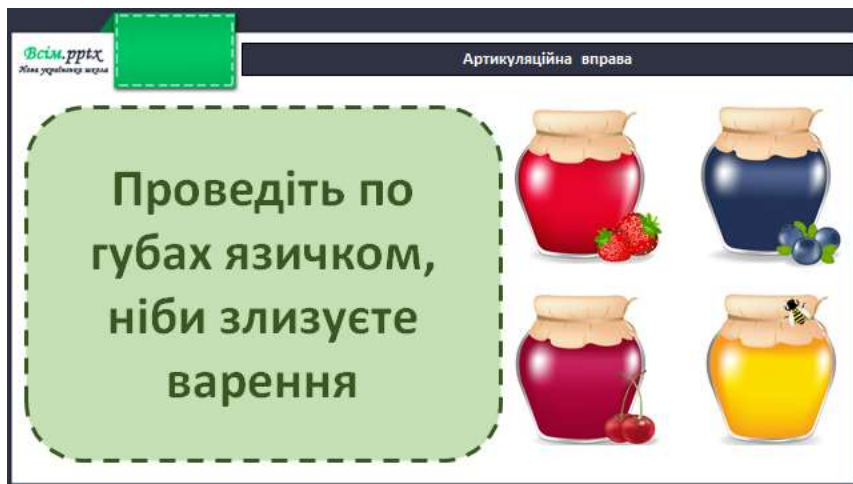 Всім.pptx
Нова українська школа
Артикуляційна вправа
Проведіть по
губах язичком,
ніби злизуєте
варення